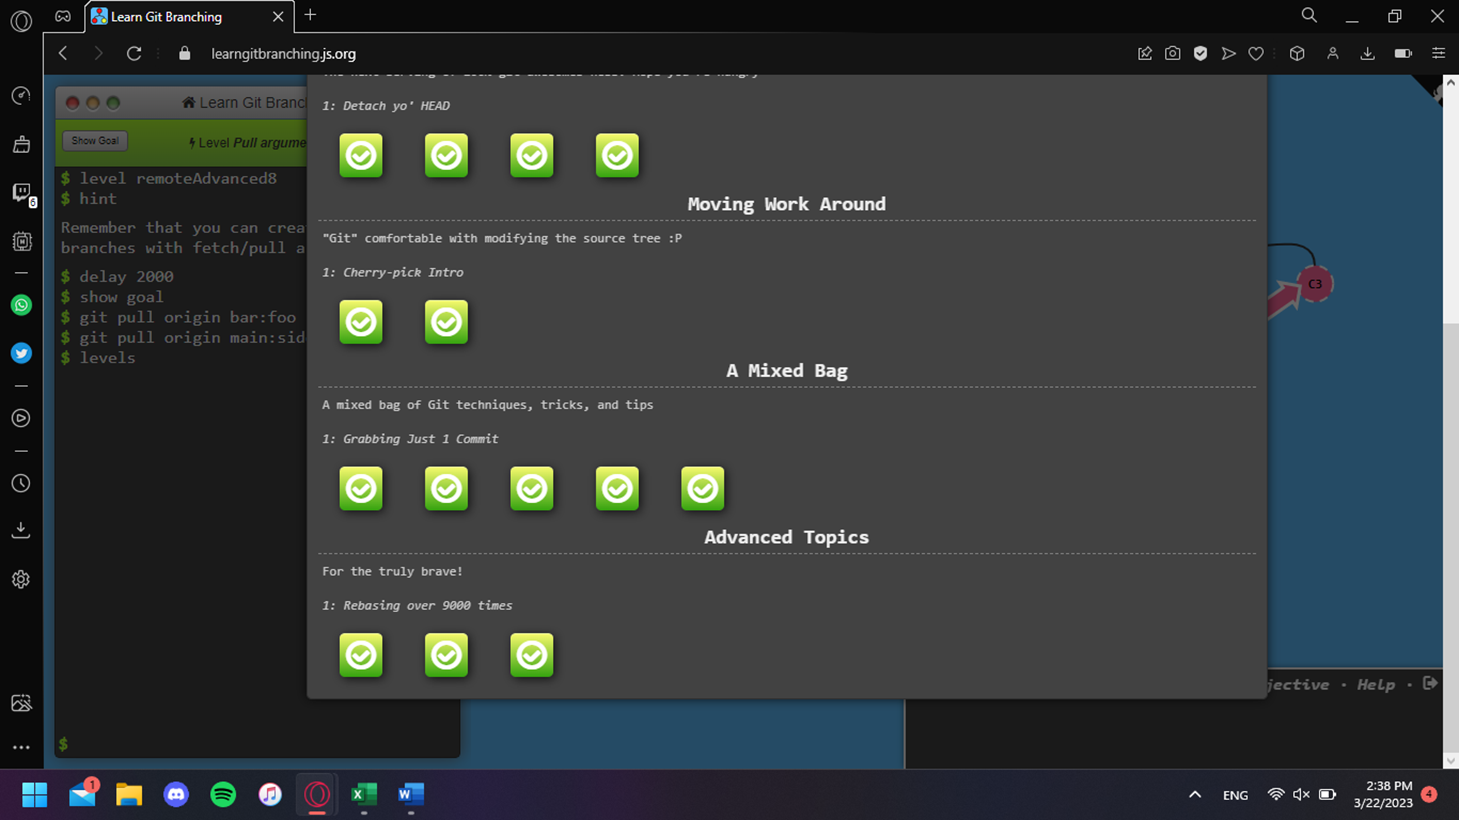 Learn Git Branching
learngitbranching.js.org
Learn Git Branc
Show Goal
Level Pull argume
$ level remoteAdvanced8
$ hint
Remember that you can crea
branches with fetch/pull a
$ delay 2000
$ show goal
$ git pull origin bar:foo
$ git pull origin main:sid
$ levels
$
1: Detach yo' HEAD
Moving Work Around
"Git" comfortable with modifying the source tree :P
1: Cherry-pick Intro
A Mixed Bag
A mixed bag of Git techniques, tricks, and tips
1: Grabbing Just 1 Commit
Advanced Topics
For the truly brave!
1: Rebasing over 9000 times
C3
jective · Help ·
6
1
ENG
2:38 PM
3/22/2023
4